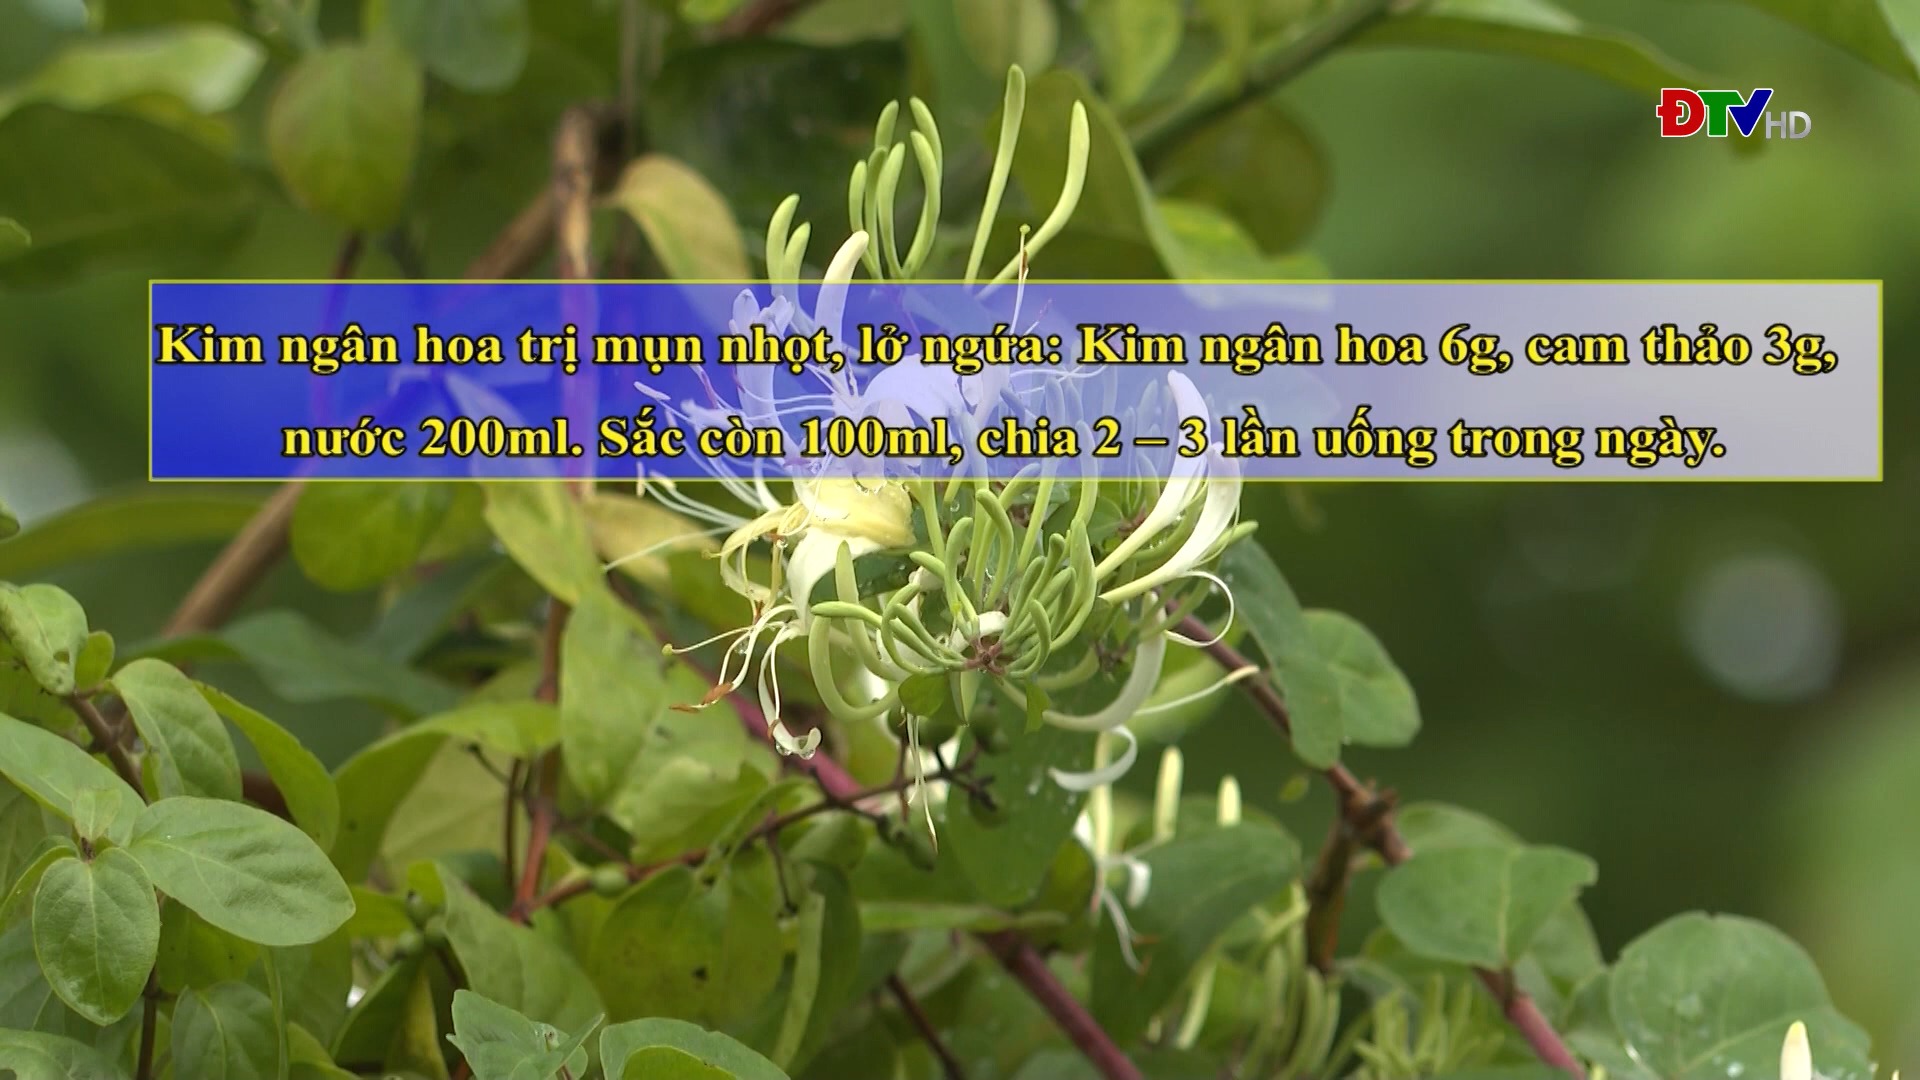 ĐTV HD
Kim ngân hoa trị mụn nhọt, lở ngứa: Kim ngân hoa 6g, cam thảo 3g,
nước 200ml. Sắc còn 100ml, chia 2 – 3 lần uống trong ngày.